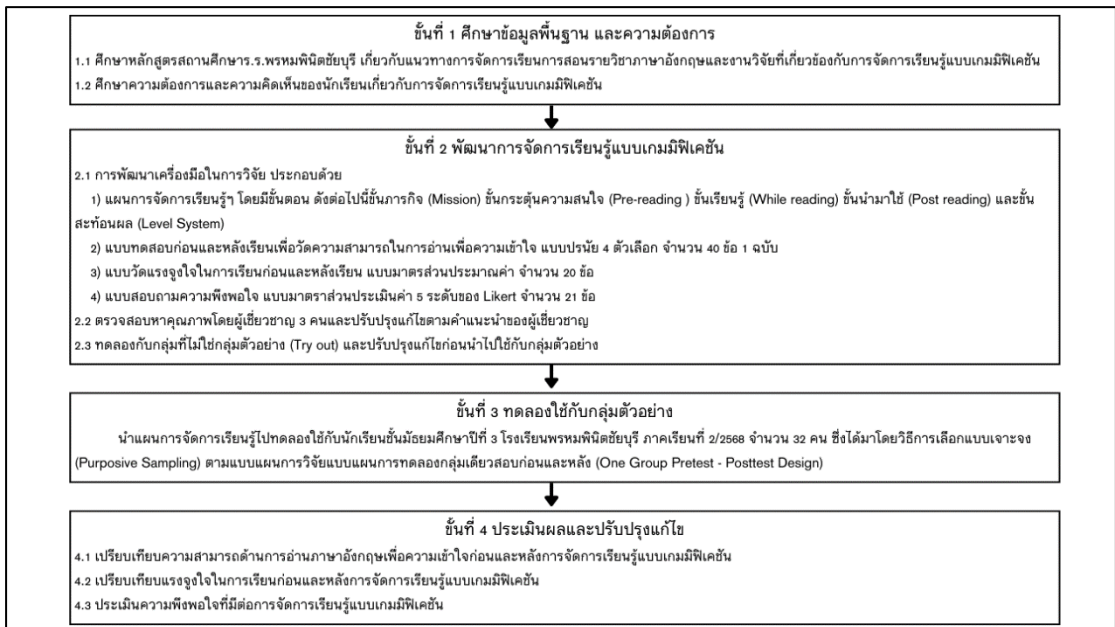 ขั้นที่ 1 ศึกษาข้อมูลพื้นฐาน และความต้องการ
1.1 ศึกษาหลักสูตรสถานศึกษาร.ร.พรหมพินิตชัยบุรี เกี่ยวกับแนวทางการจัดการเรียนการสอนรายวิชาภาษาอังกฤษและงานวิจัยที่เกี่ยวข้องกับการจัดการเรียนรู้แบบเกมมิฟิเคชัน
1.2 ศึกษาความต้องการและความคิดเห็นของนักเรียนเกี่ยวกับการจัดการเรียนรู้แบบเกมมิฟิเคชัน
ขั้นที่ 2 พัฒนาการจัดการเรียนรู้แบบเกมมิฟิเคชัน
2.1 การพัฒนาเครื่องมือในการวิจัย ประกอบด้วย
1) แผนการจัดการเรียนรู้ฯ โดยมีขั้นตอน ดังต่อไปนี้ขั้นภารกิจ (Mission) ขั้นกระตุ้นความสนใจ (Pre-reading ) ขั้นเรียนรู้ (While reading) ขั้นนำมาใช้ (Post reading) และขั้น
สะท้อนผล (Level System)
2) แบบทดสอบก่อนและหลังเรียนเพื่อวัดความสามารถในการอ่านเพื่อความเข้าใจ แบบปรนัย 4 ตัวเลือก จำนวน 40 ข้อ 1 ฉบับ
3) แบบวัดแรงจูงใจในการเรียนก่อนและหลังเรียน แบบมาตรส่วนประมาณค่า จำนวน 20 ข้อ
4) แบบสอบถามความพึงพอใจ แบบมาตราส่วนประเมินค่า 5 ระดับของ Likert จำนวน 21 ข้อ
2.2 ตรวจสอบหาคุณภาพโดยผู้เชี่ยวชาญ 3 คนและปรับปรุงแก้ไขตามคำแนะนำของผู้เชี่ยวชาญ
2.3 ทดลองกับกลุ่มที่ไม่ใช่กลุ่มตัวอย่าง (Try out) และปรับปรุงแก้ไขก่อนนำไปใช้กับกลุ่มตัวอย่าง
ขั้นที่ 3 ทดลองใช้กับกลุ่มตัวอย่าง
นำแผนการจัดการเรียนรู้ไปทดลองใช้กับนักเรียนชั้นมัธยมศึกษาปีที่ 3 โรงเรียนพรหมพินิตชัยบุรี ภาคเรียนที่ 2/2568 จำนวน 32 คน ซึ่งได้มาโดยวิธีการเลือกแบบเจาะจง
(Purposive Sampling) ตามแบบแผนการวิจัยแบบแผนการทดลองกลุ่มเดียวสอบก่อนและหลัง (One Group Pretest - Posttest Design)
ขั้นที่ 4 ประเมินผลและปรับปรุงแก้ไข
4.1 เปรียบเทียบความสามารถด้านการอ่านภาษาอังกฤษเพื่อความเข้าใจก่อนและหลังการจัดการเรียนรู้แบบเกมมิฟิเคชัน
4.2 เปรียบเทียบแรงจูงใจในการเรียนก่อนและหลังการจัดการเรียนรู้แบบเกมมิฟิเคชัน
4.3 ประเมินความพึงพอใจที่มีต่อการจัดการเรียนรู้แบบเกมมิฟิเคชัน